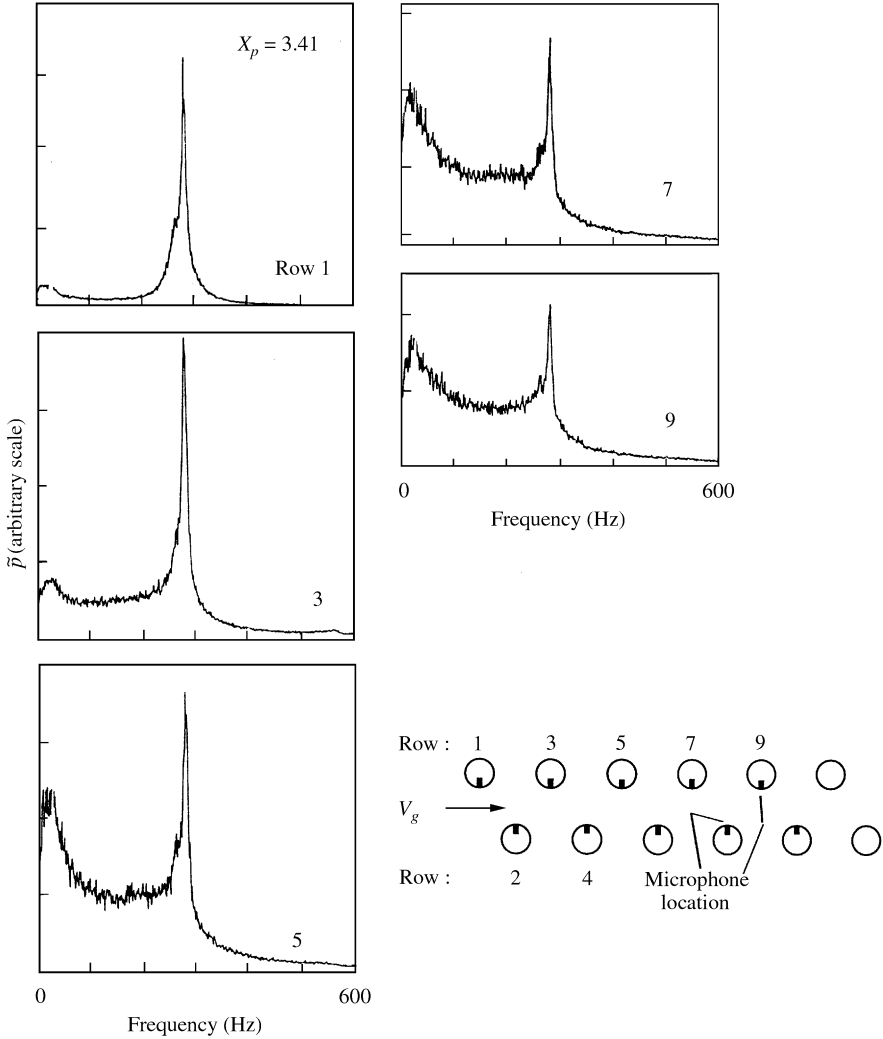 X_p = 3.41
Row 1
3
p̃ (arbitrary scale)
5
0 600
Frequency (Hz)
7
9
0 600
Frequency (Hz)
Row : 1 3 5 7 9
V_g
Row : 2 4
Microphone
location